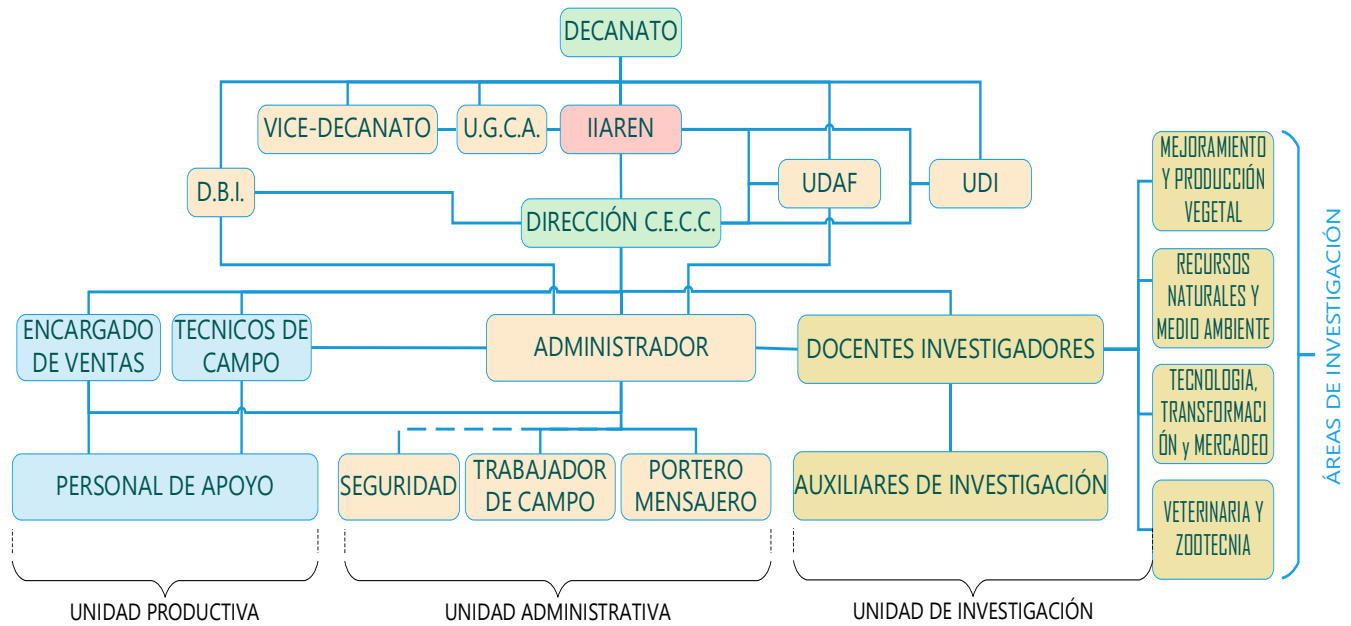 DECANATO
VICE-DECANATO
U.G.C.A.
IIAREN
D.B.I.
UDAF
UDI
DIRECCIÓN C.E.C.C.
ENCARGADO
DE VENTAS
TECNICOS DE
CAMPO
ADMINISTRADOR
DOCENTES INVESTIGADORES
MEJORAMIENTO
Y PRODUCCIÓN
VEGETAL
RECURSOS
NATURALES Y
MEDIO AMBIENTE
TECNOLOGIA,
TRANSFORMACI
ÓN y MERCADEO
VETERINARIA Y
ZOOTECNIA
ÁREAS DE INVESTIGACIÓN
PERSONAL DE APOYO
SEGURIDAD
TRABAJADOR
DE CAMPO
PORTERO
MENSAJERO
AUXILIARES DE INVESTIGACIÓN
UNIDAD PRODUCTIVA
UNIDAD ADMINISTRATIVA
UNIDAD DE INVESTIGACIÓN